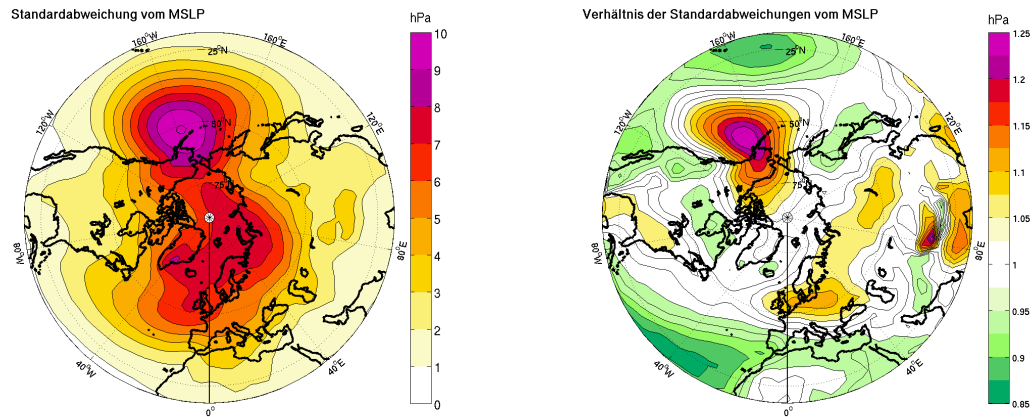 Standardabweichung vom MSLP
hPa
10
9
8
7
6
5
4
3
2
1
0
160°W
160°E
25°N
120°W
120°E
50°N
75°N
80°W
80°E
40°W
40°E
0°
Verhältnis der Standardabweichungen vom MSLP
hPa
1.25
1.2
1.15
1.1
1.05
1
0.95
0.9
0.85
160°W
160°E
25°N
120°W
120°E
50°N
75°N
80°W
80°E
40°W
40°E
0°